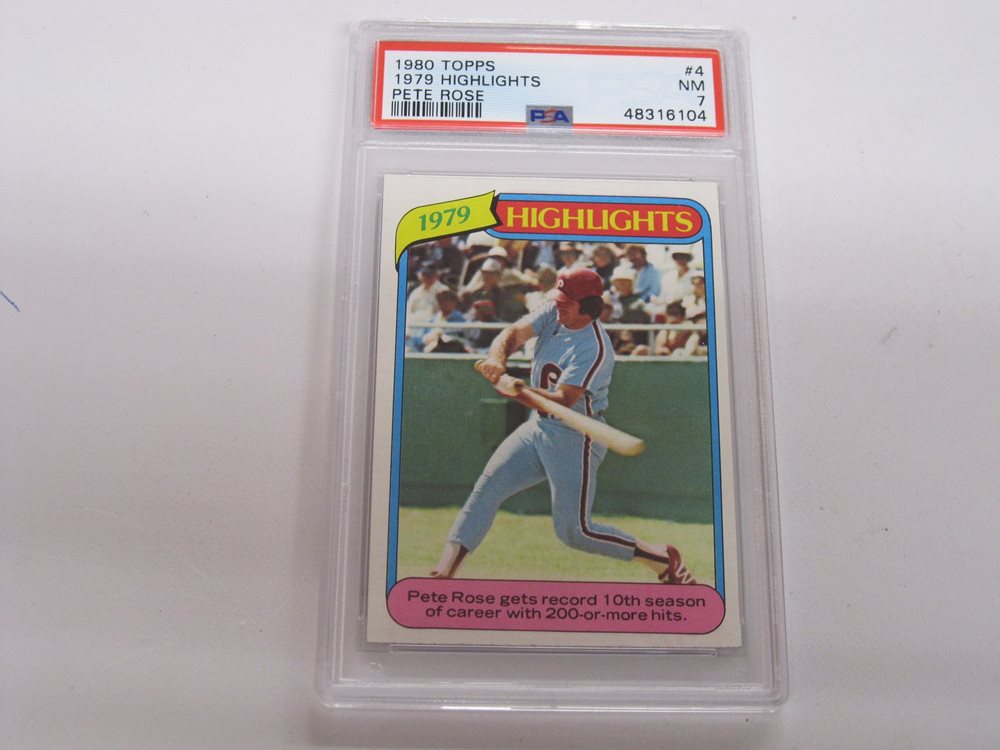 1980 TOPPS #4
1979 HIGHLIGHTS NM
PETE ROSE 7
PSA 48316104
1979 HIGHLIGHTS
P
P
Pete Rose gets record 10th season
of career with 200-or-more hits.